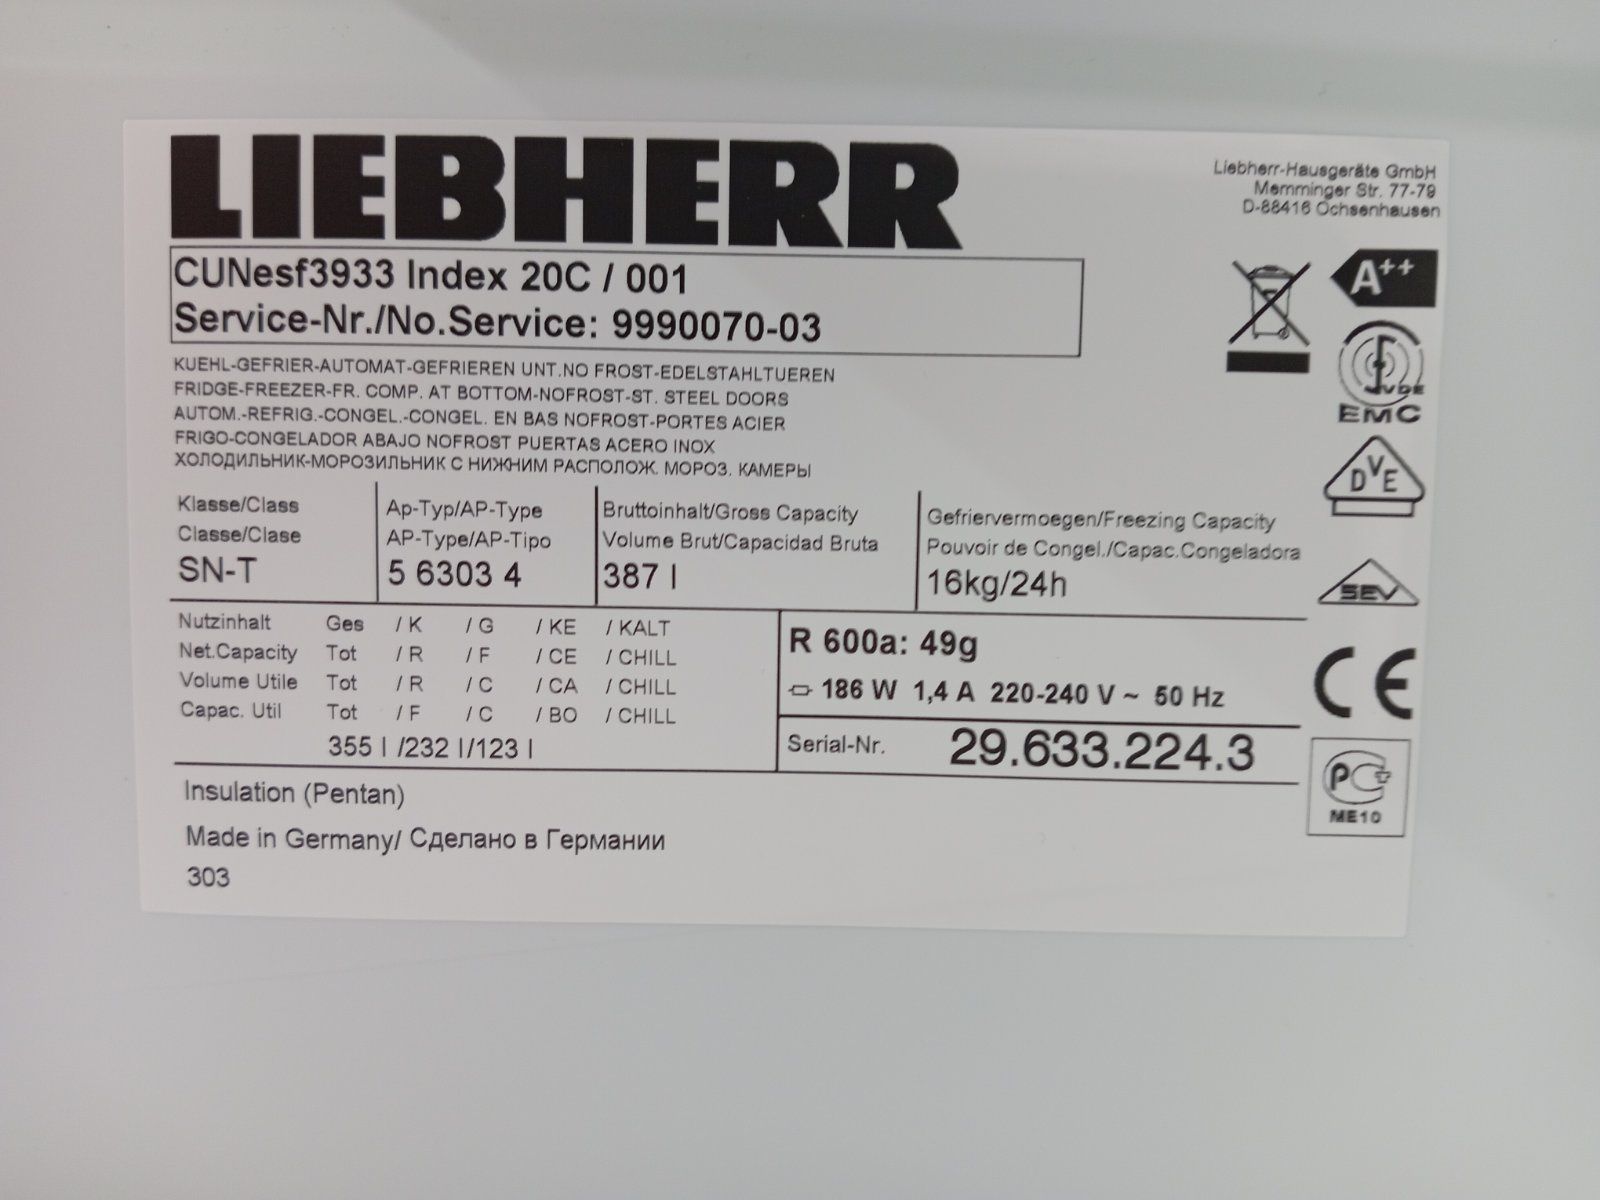 LIEBHERR
Liebherr-Hausgeräte GmbH
Memminger Str. 77-79
D-88416 Ochsenhausen
CUNesf3933 Index 20C / 001
Service-Nr./No.Service: 9990070-03
A++
KUEHL-GEFRIER-AUTOMAT-GEFRIEREN UNT.NO FROST-EDELSTAHLTUEREN
FRIDGE-FREEZER-FR. COMP. AT BOTTOM-NOFROST-ST. STEEL DOORS
AUTOM.-REFRIG.-CONGEL.-CONGEL. EN BAS NOFROST-PORTES ACIER
FRIGO-CONGELADOR ABAJO NOFROST PUERTAS ACERO INOX
ХОЛОДИЛЬНИК-МОРОЗИЛЬНИК С НИЖНИМ РАСПОЛОЖ. МОРОЗ. КАМЕРЫ
VDE
EMC
DVE
SEV
CE
Klasse/Class
Classe/Clase
SN-T
Ap-Typ/AP-Type
AP-Type/AP-Tipo
5 6303 4
Bruttoinhalt/Gross Capacity
Volume Brut/Capacidad Bruta
387 l
Gefriervermoegen/Freezing Capacity
Pouvoir de Congel./Capac.Congeladora
16kg/24h
Nutzinhalt Ges / K / G / KE / KALT
Net.Capacity Tot / R / F / CE / CHILL
Volume Utile Tot / R / C / CA / CHILL
Capac. Util Tot / F / C / BO / CHILL
355 l /232 l/123 l
R 600a: 49g
186 W 1,4 A 220-240 V ~ 50 Hz
Serial-Nr. 29.633.224.3
Insulation (Pentan)
Made in Germany/ Сделано в Германии
303
РСТ
ME10